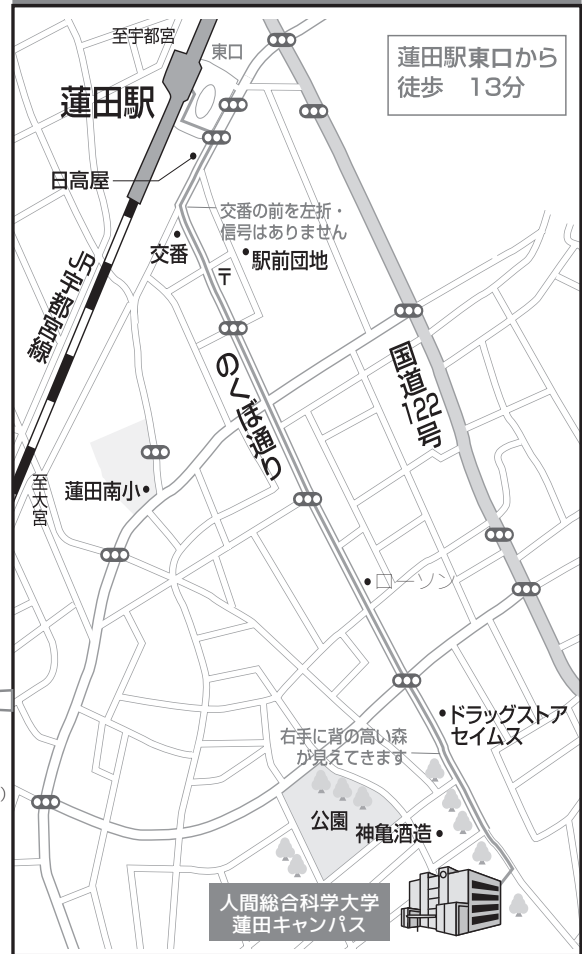 至宇都宮
東口
蓮田駅東口から
徒歩　13分
蓮田駅
日高屋
交番の前を左折・
信号はありません
交番
駅前団地
〒
JR宇都宮線
のくぼ通り
国道122号
至大宮
蓮田南小
ローソン
ドラッグストア
セイムス
右手に背の高い森
が見えてきます
)
公園
神亀酒造
人間総合科学大学
蓮田キャンパス